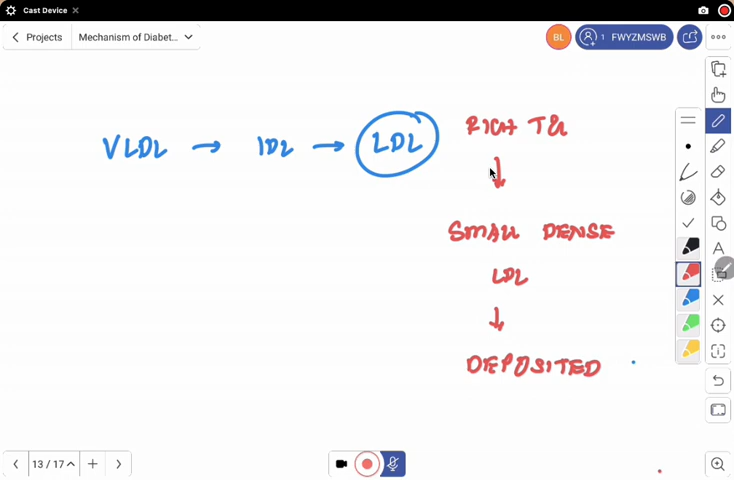 Cast Device
Projects
Mechanism of Diabet...
BL
1 FWYZMSWB
VLDL → IDL → LDL
RICH TG
↓
SMALL DENSE
LDL
↓
DEPOSITED
A
13 / 17